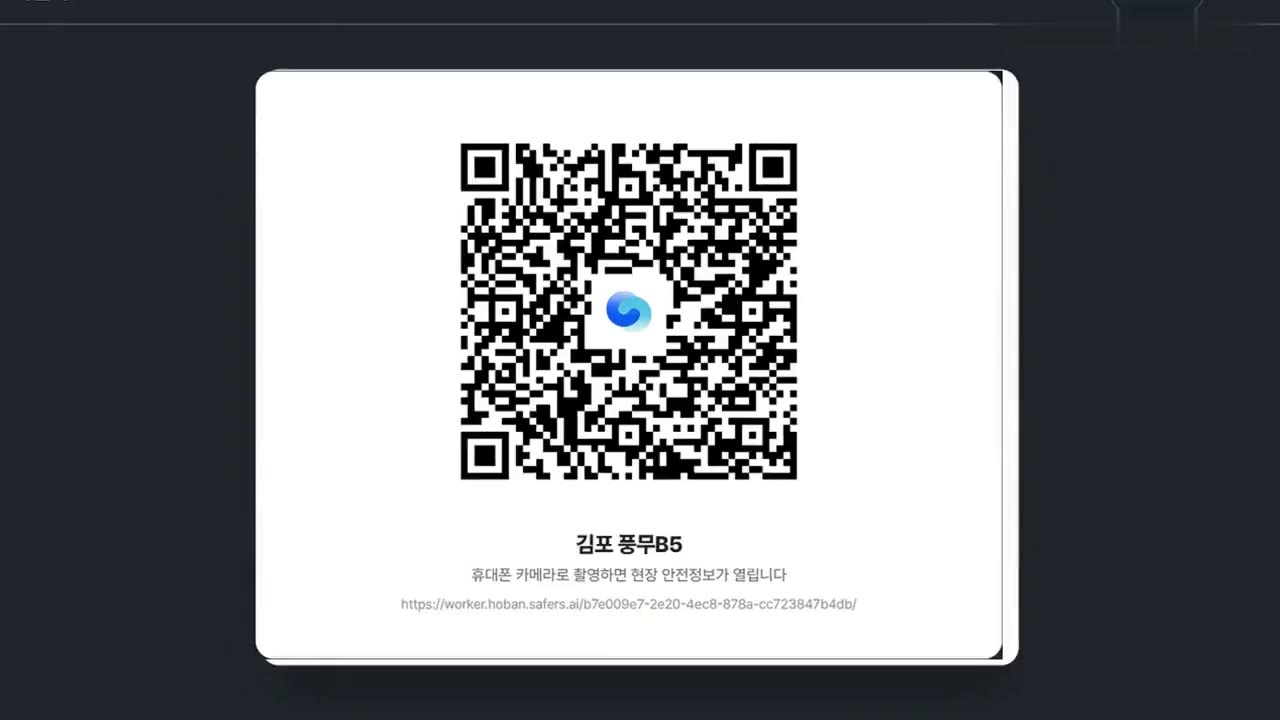 김포 풍무B5
휴대폰 카메라로 촬영하면 현장 안전정보가 열립니다
https://worker.hoban.safers.ai/b7e009e7-2e20-4ec8-878a-cc723847b4db/